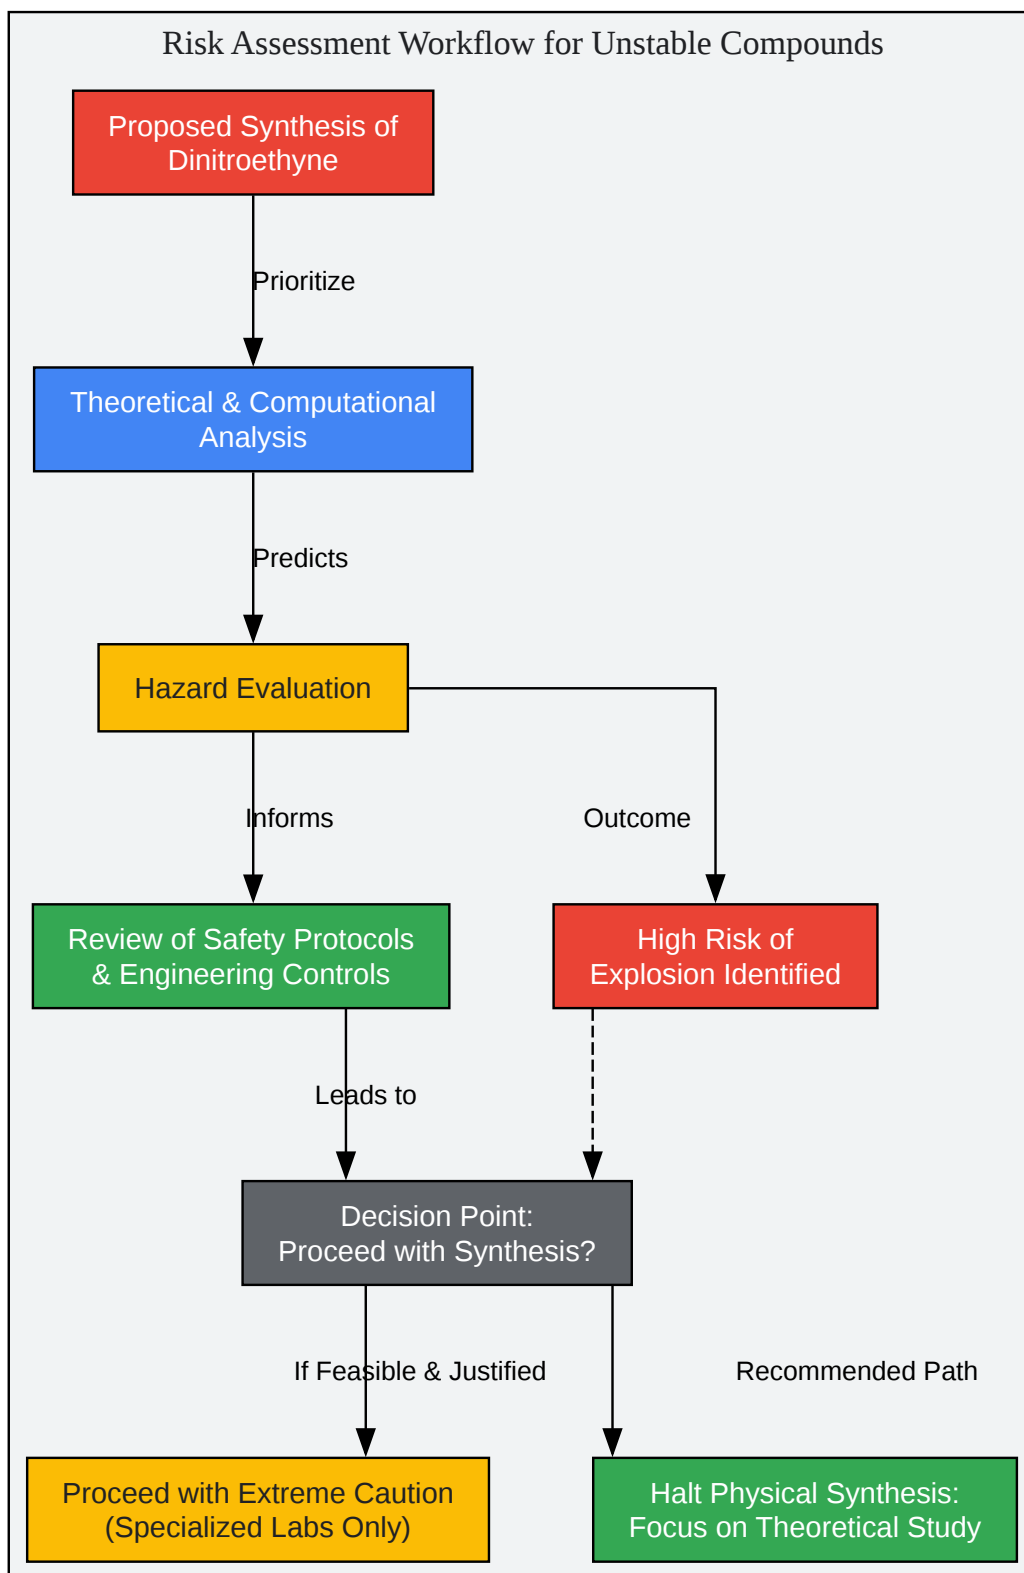 Risk Assessment Workflow for Unstable Compounds
Proposed Synthesis of
Dinitroethyne
Prioritize
Theoretical & Computational
Analysis
Predicts
Hazard Evaluation
Informs
Outcome
Review of Safety Protocols
& Engineering Controls
High Risk of
Explosion Identified
Leads to
Decision Point:
Proceed with Synthesis?
If Feasible & Justified
Recommended Path
Proceed with Extreme Caution
(Specialized Labs Only)
Halt Physical Synthesis:
Focus on Theoretical Study